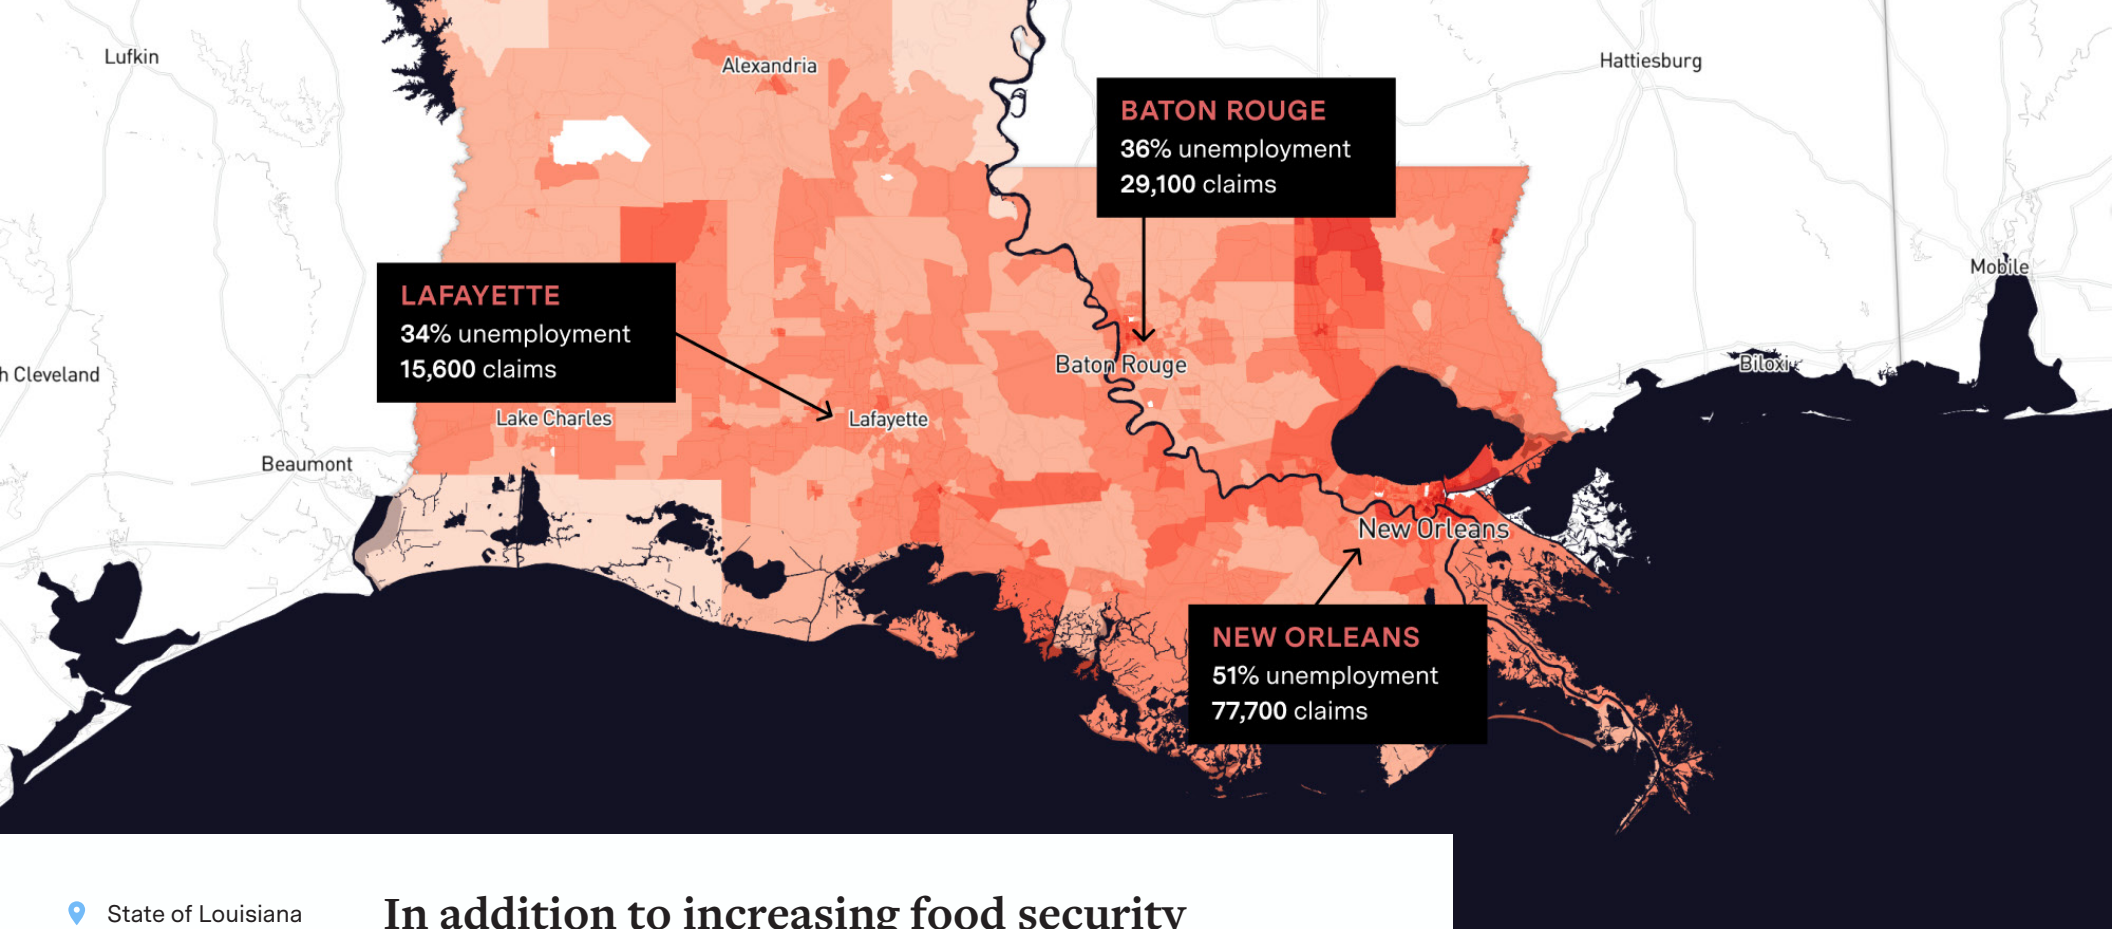 Lufkin
Alexandria
Hattiesburg
BATON ROUGE
36% unemployment
29,100 claims
LAFAYETTE
34% unemployment
15,600 claims
Mobile
h Cleveland
Baton Rouge
Biloxi
Lake Charles
Lafayette
Beaumont
New Orleans
NEW ORLEANS
51% unemployment
77,700 claims
State of Louisiana
In addition to increasing food security